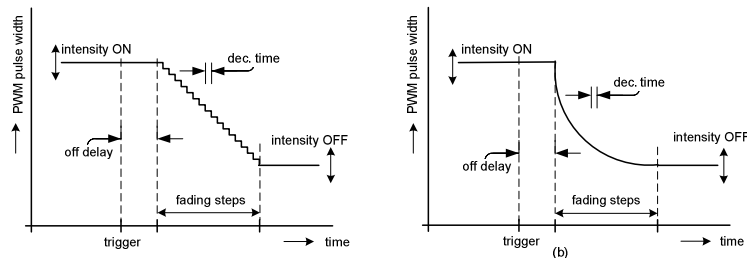 PWM pulse width
intensity ON
dec. time
off delay
intensity OFF
fading steps
trigger
time
PWM pulse width
intensity ON
dec. time
off delay
intensity OFF
fading steps
trigger
time
(b)